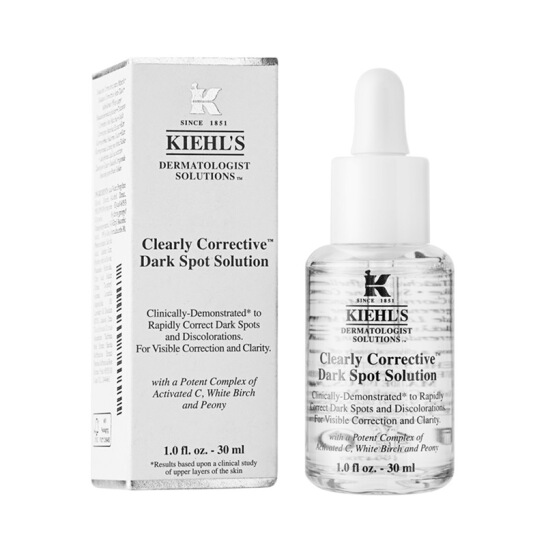 K
SINCE 1851
KIEHL'S
DERMATOLOGIST
SOLUTIONS™
Clearly Corrective™
Dark Spot Solution
Clinically-Demonstrated* to
Rapidly Correct Dark Spots
and Discolorations.
For Visible Correction and Clarity.
with a Potent Complex of
Activated C, White Birch
and Peony
1.0 fl. oz. - 30 ml
*Results based upon a clinical study
of upper layers of the skin
K
SINCE 1851
KIEHL'S
DERMATOLOGIST
SOLUTIONS™
Clearly Corrective™
Dark Spot Solution
Clinically-Demonstrated to Rapidly
Correct Dark Spots and Discolorations.
For Visible Correction and Clarity.
with a Potent Complex of
Activated C, White Birch and Peony
1.0 fl. oz. - 30 ml